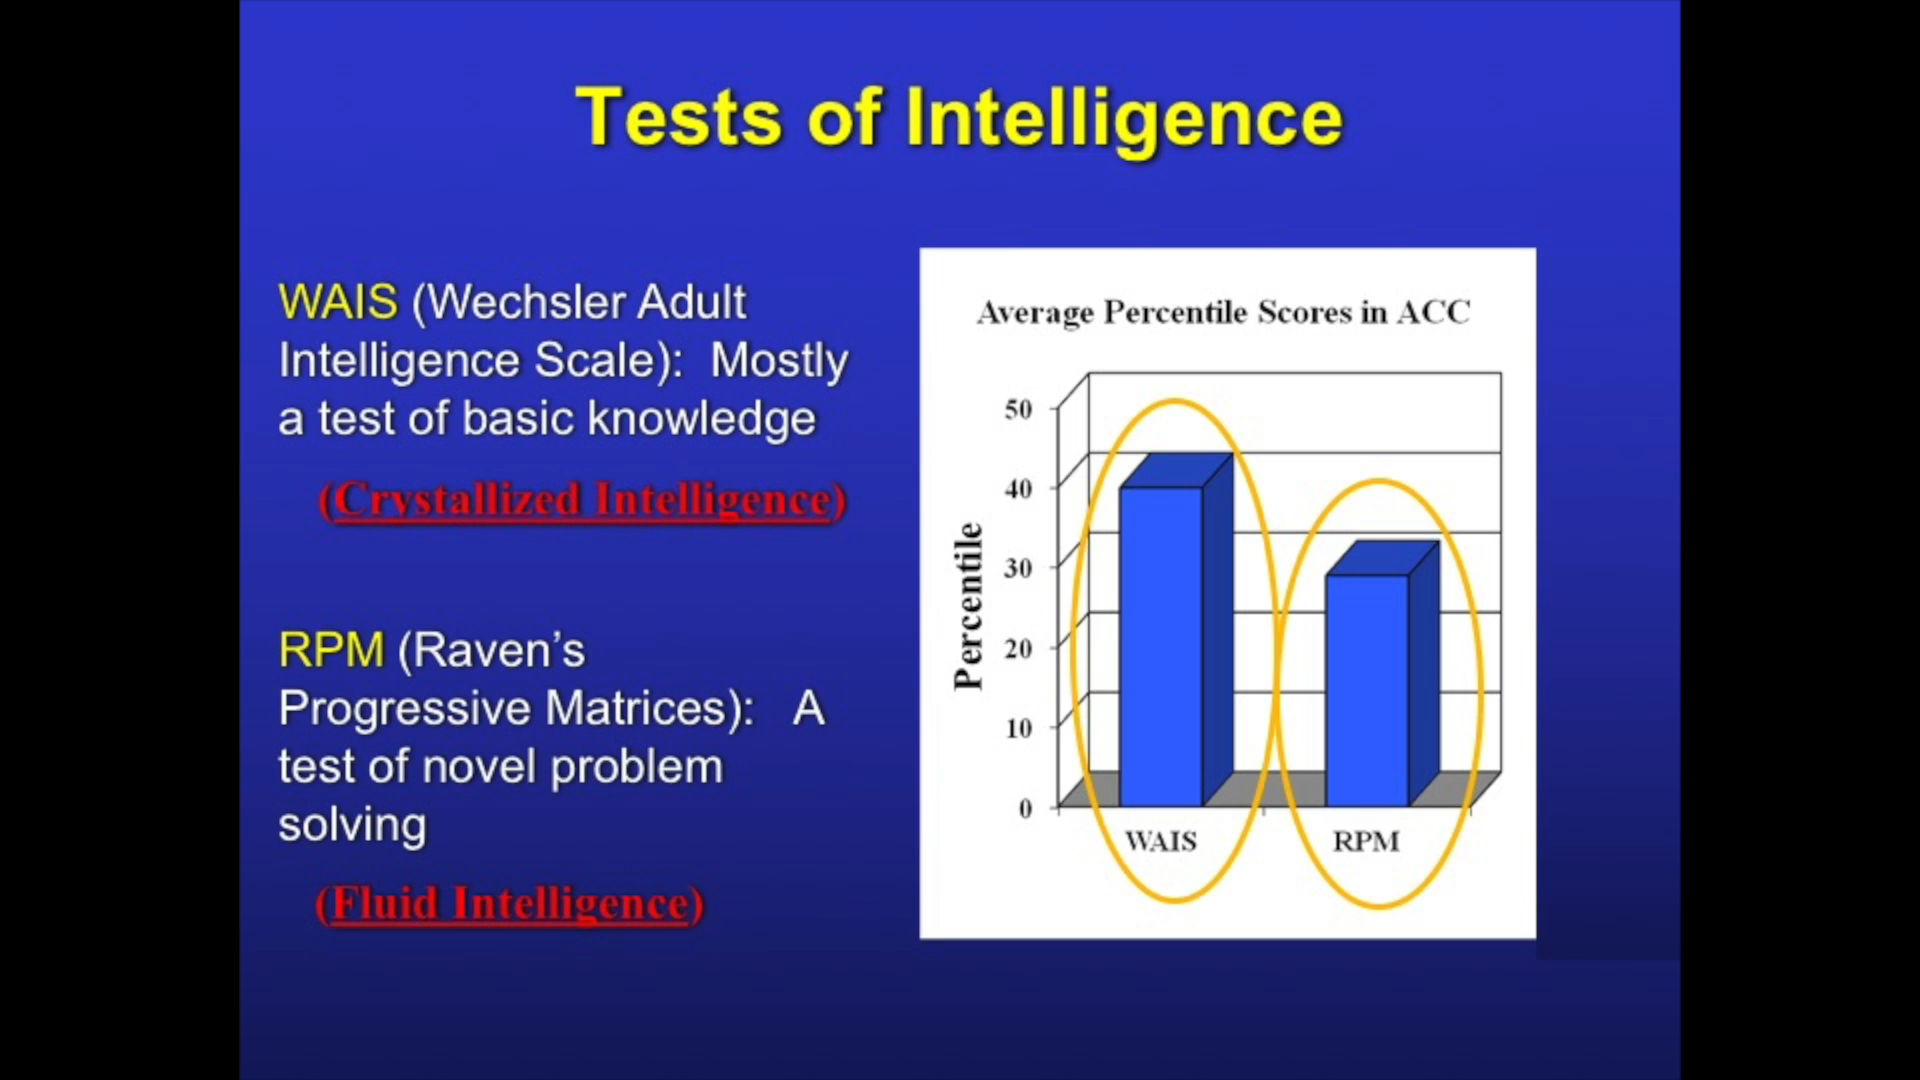 Tests of Intelligence
WAIS (Wechsler Adult
Intelligence Scale): Mostly
a test of basic knowledge
(Crystallized Intelligence)
RPM (Raven’s
Progressive Matrices): A
test of novel problem
solving
(Fluid Intelligence)
Average Percentile Scores in ACC
Percentile
50
40
30
20
10
0
WAIS RPM